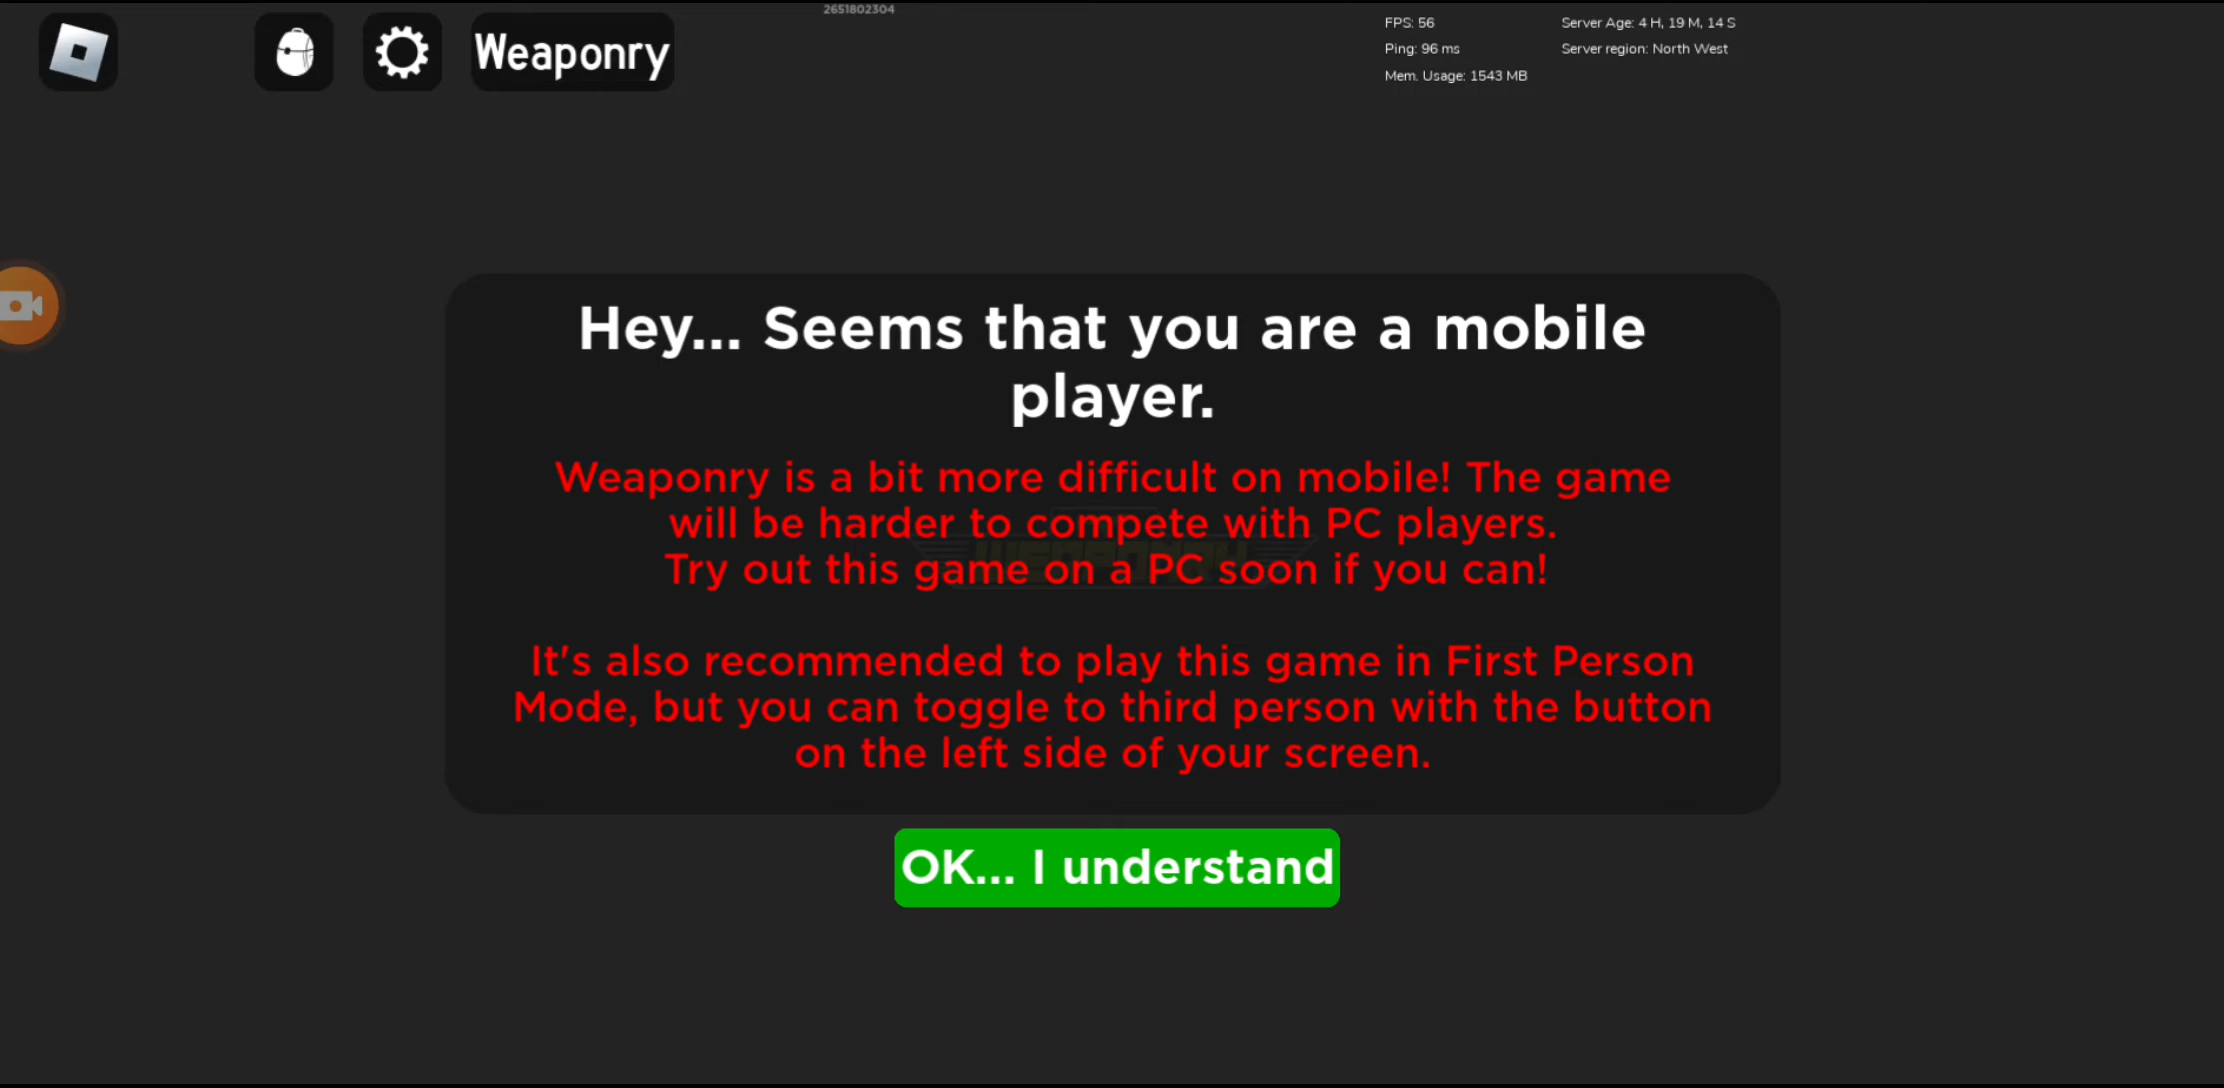 2651802304
Weaponry
FPS: 56
Server Age: 4 H, 19 M, 14 S
Ping: 96 ms
Server region: North West
Mem. Usage: 1543 MB
Hey... Seems that you are a mobile
player.
Weaponry is a bit more difficult on mobile! The game
will be harder to compete with PC players.
Try out this game on a PC soon if you can!
It's also recommended to play this game in First Person
Mode, but you can toggle to third person with the button
on the left side of your screen.
WEAPONRY
OK... I understand